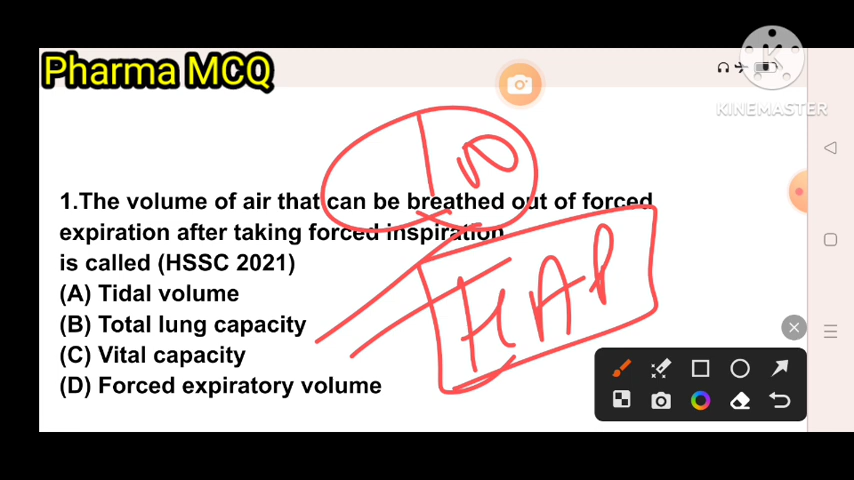 Pharma MCQ
KINEMASTER
1.The volume of air that can be breathed out of forced
expiration after taking forced inspiration
is called (HSSC 2021)
(A) Tidal volume
(B) Total lung capacity
(C) Vital capacity
(D) Forced expiratory volume
HAP